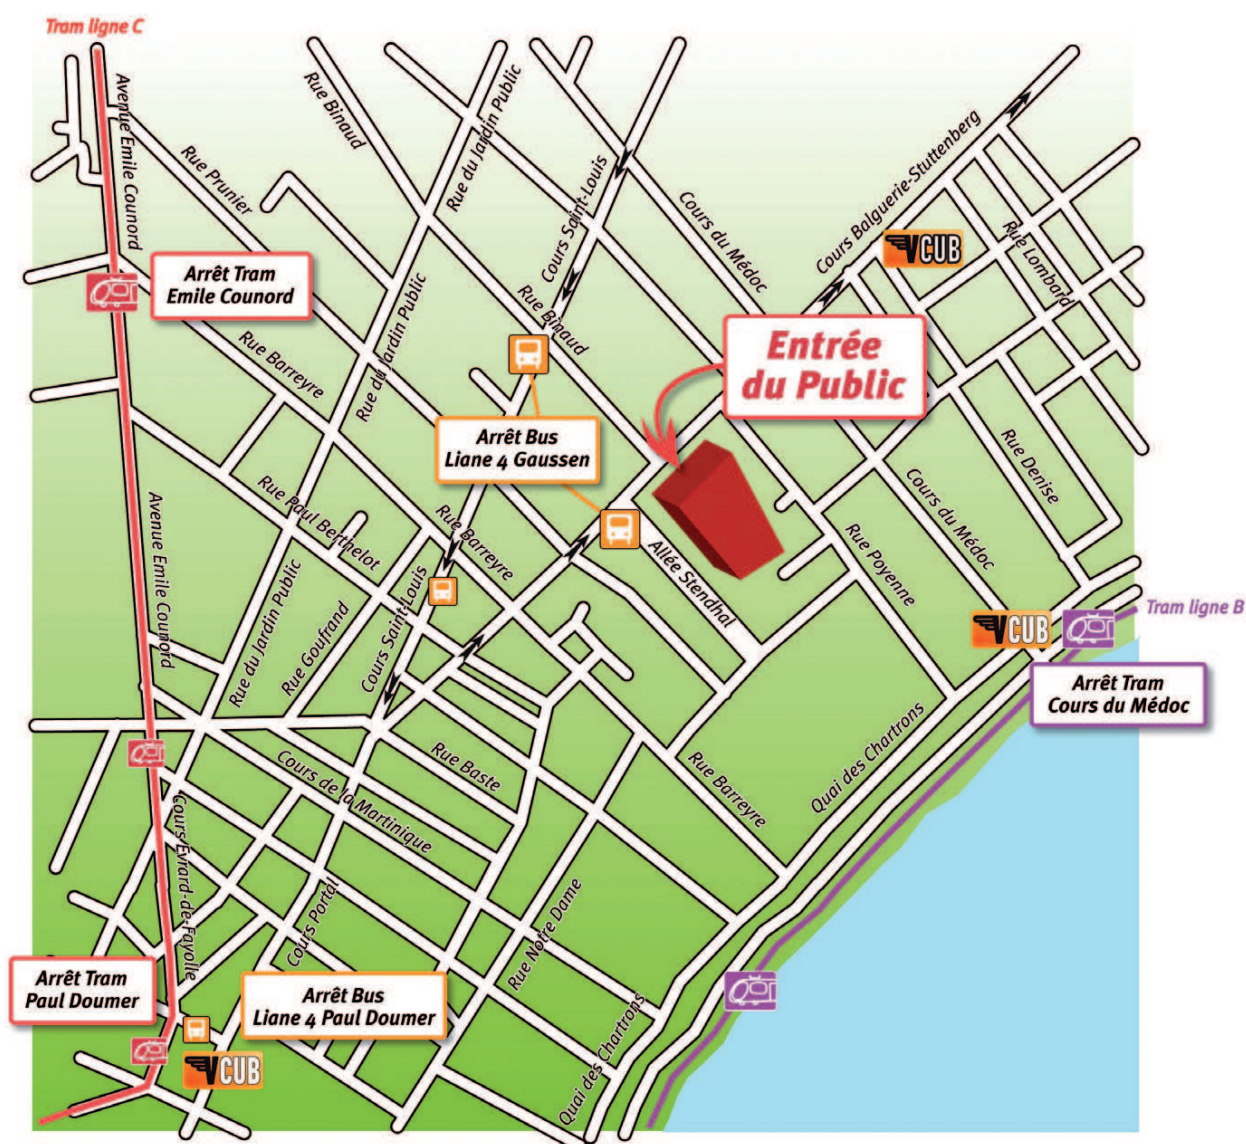 Tram ligne C
Avenue Emile Counord
Rue Binaud
Rue du Jardin Public
Rue Prunier
Cours Saint-Louis
Cours du Médoc
Cours Balguerie-Stuttenberg
VCUB
Rue Lombard
Arrêt Tram
Emile Counord
Rue Barreyre
Rue du Jardin Public
Rue Binaud
Entrée
du Public
Arrêt Bus
Liane 4 Gaussen
Rue Denise
Cours du Médoc
Rue Paul Berthelot
Rue Barreyre
Avenue Emile Counord
Allée Stendhal
Rue Poyenne
Rue Gouffrand
Cours Saint-Louis
Rue du Jardin Public
VCUB
Tram ligne B
Arrêt Tram
Cours du Médoc
Quai des Chartrons
Rue Baste
Rue Barreyre
Cours de la Martinique
Cours Evrard-de-Fayolle
Cours Portal
Rue Notre Dame
Arrêt Tram
Paul Doumer
Arrêt Bus
Liane 4 Paul Doumer
Quai des Chartrons
VCUB